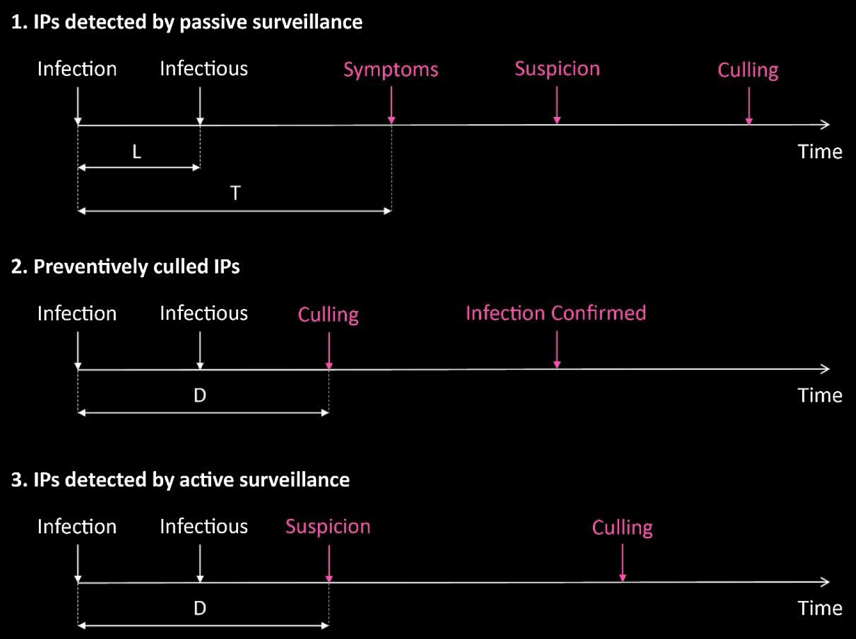 1. IPs detected by passive surveillance
Infection Infectious Symptoms Suspicion Culling
L
Time
T
2. Preventively culled IPs
Infection Infectious Culling Infection Confirmed
D
Time
3. IPs detected by active surveillance
Infection Infectious Suspicion Culling
D
Time